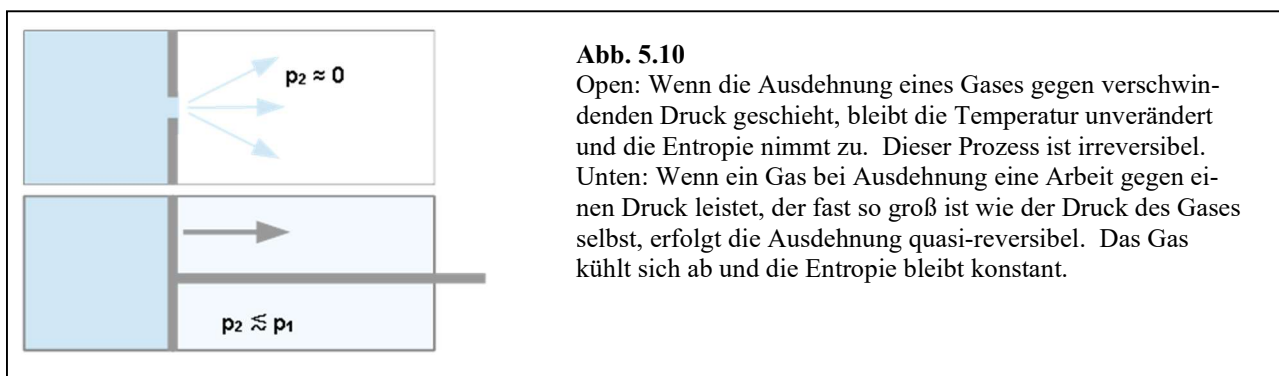 p₂ ≈ 0
p₂ ≲ p₁
Abb. 5.10
Open: Wenn die Ausdehnung eines Gases gegen verschwin-
denden Druck geschieht, bleibt die Temperatur unverändert
und die Entropie nimmt zu.  Dieser Prozess ist irreversibel.
Unten: Wenn ein Gas bei Ausdehnung eine Arbeit gegen ei-
nen Druck leistet, der fast so groß ist wie der Druck des Gases
selbst, erfolgt die Ausdehnung quasi-reversibel.  Das Gas
kühlt sich ab und die Entropie bleibt konstant.